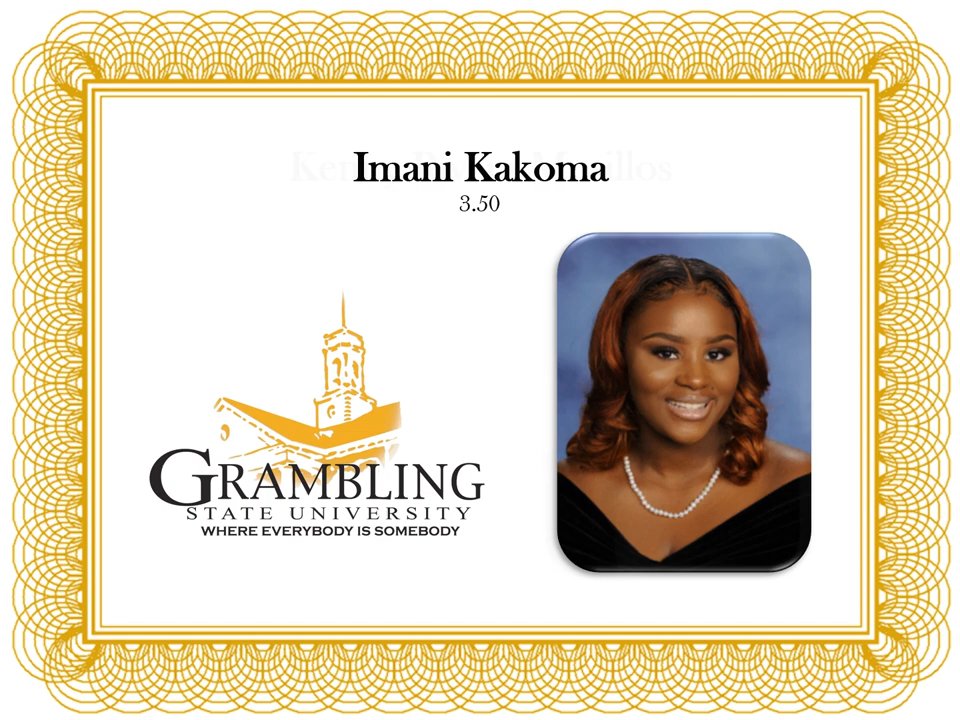 Imani Kakoma
3.50
GRAMBLING
STATE UNIVERSITY
WHERE EVERYBODY IS SOMEBODY